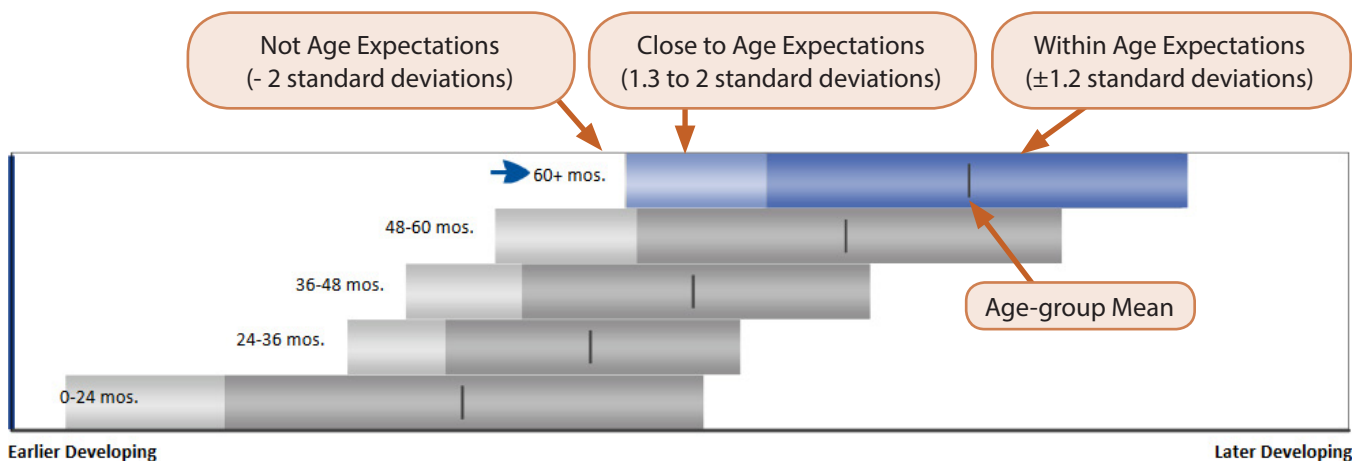 Not Age Expectations
(- 2 standard deviations)
Close to Age Expectations
(1.3 to 2 standard deviations)
Within Age Expectations
(±1.2 standard deviations)
60+ mos.
48-60 mos.
36-48 mos.
Age-group Mean
24-36 mos.
0-24 mos.
Earlier Developing
Later Developing